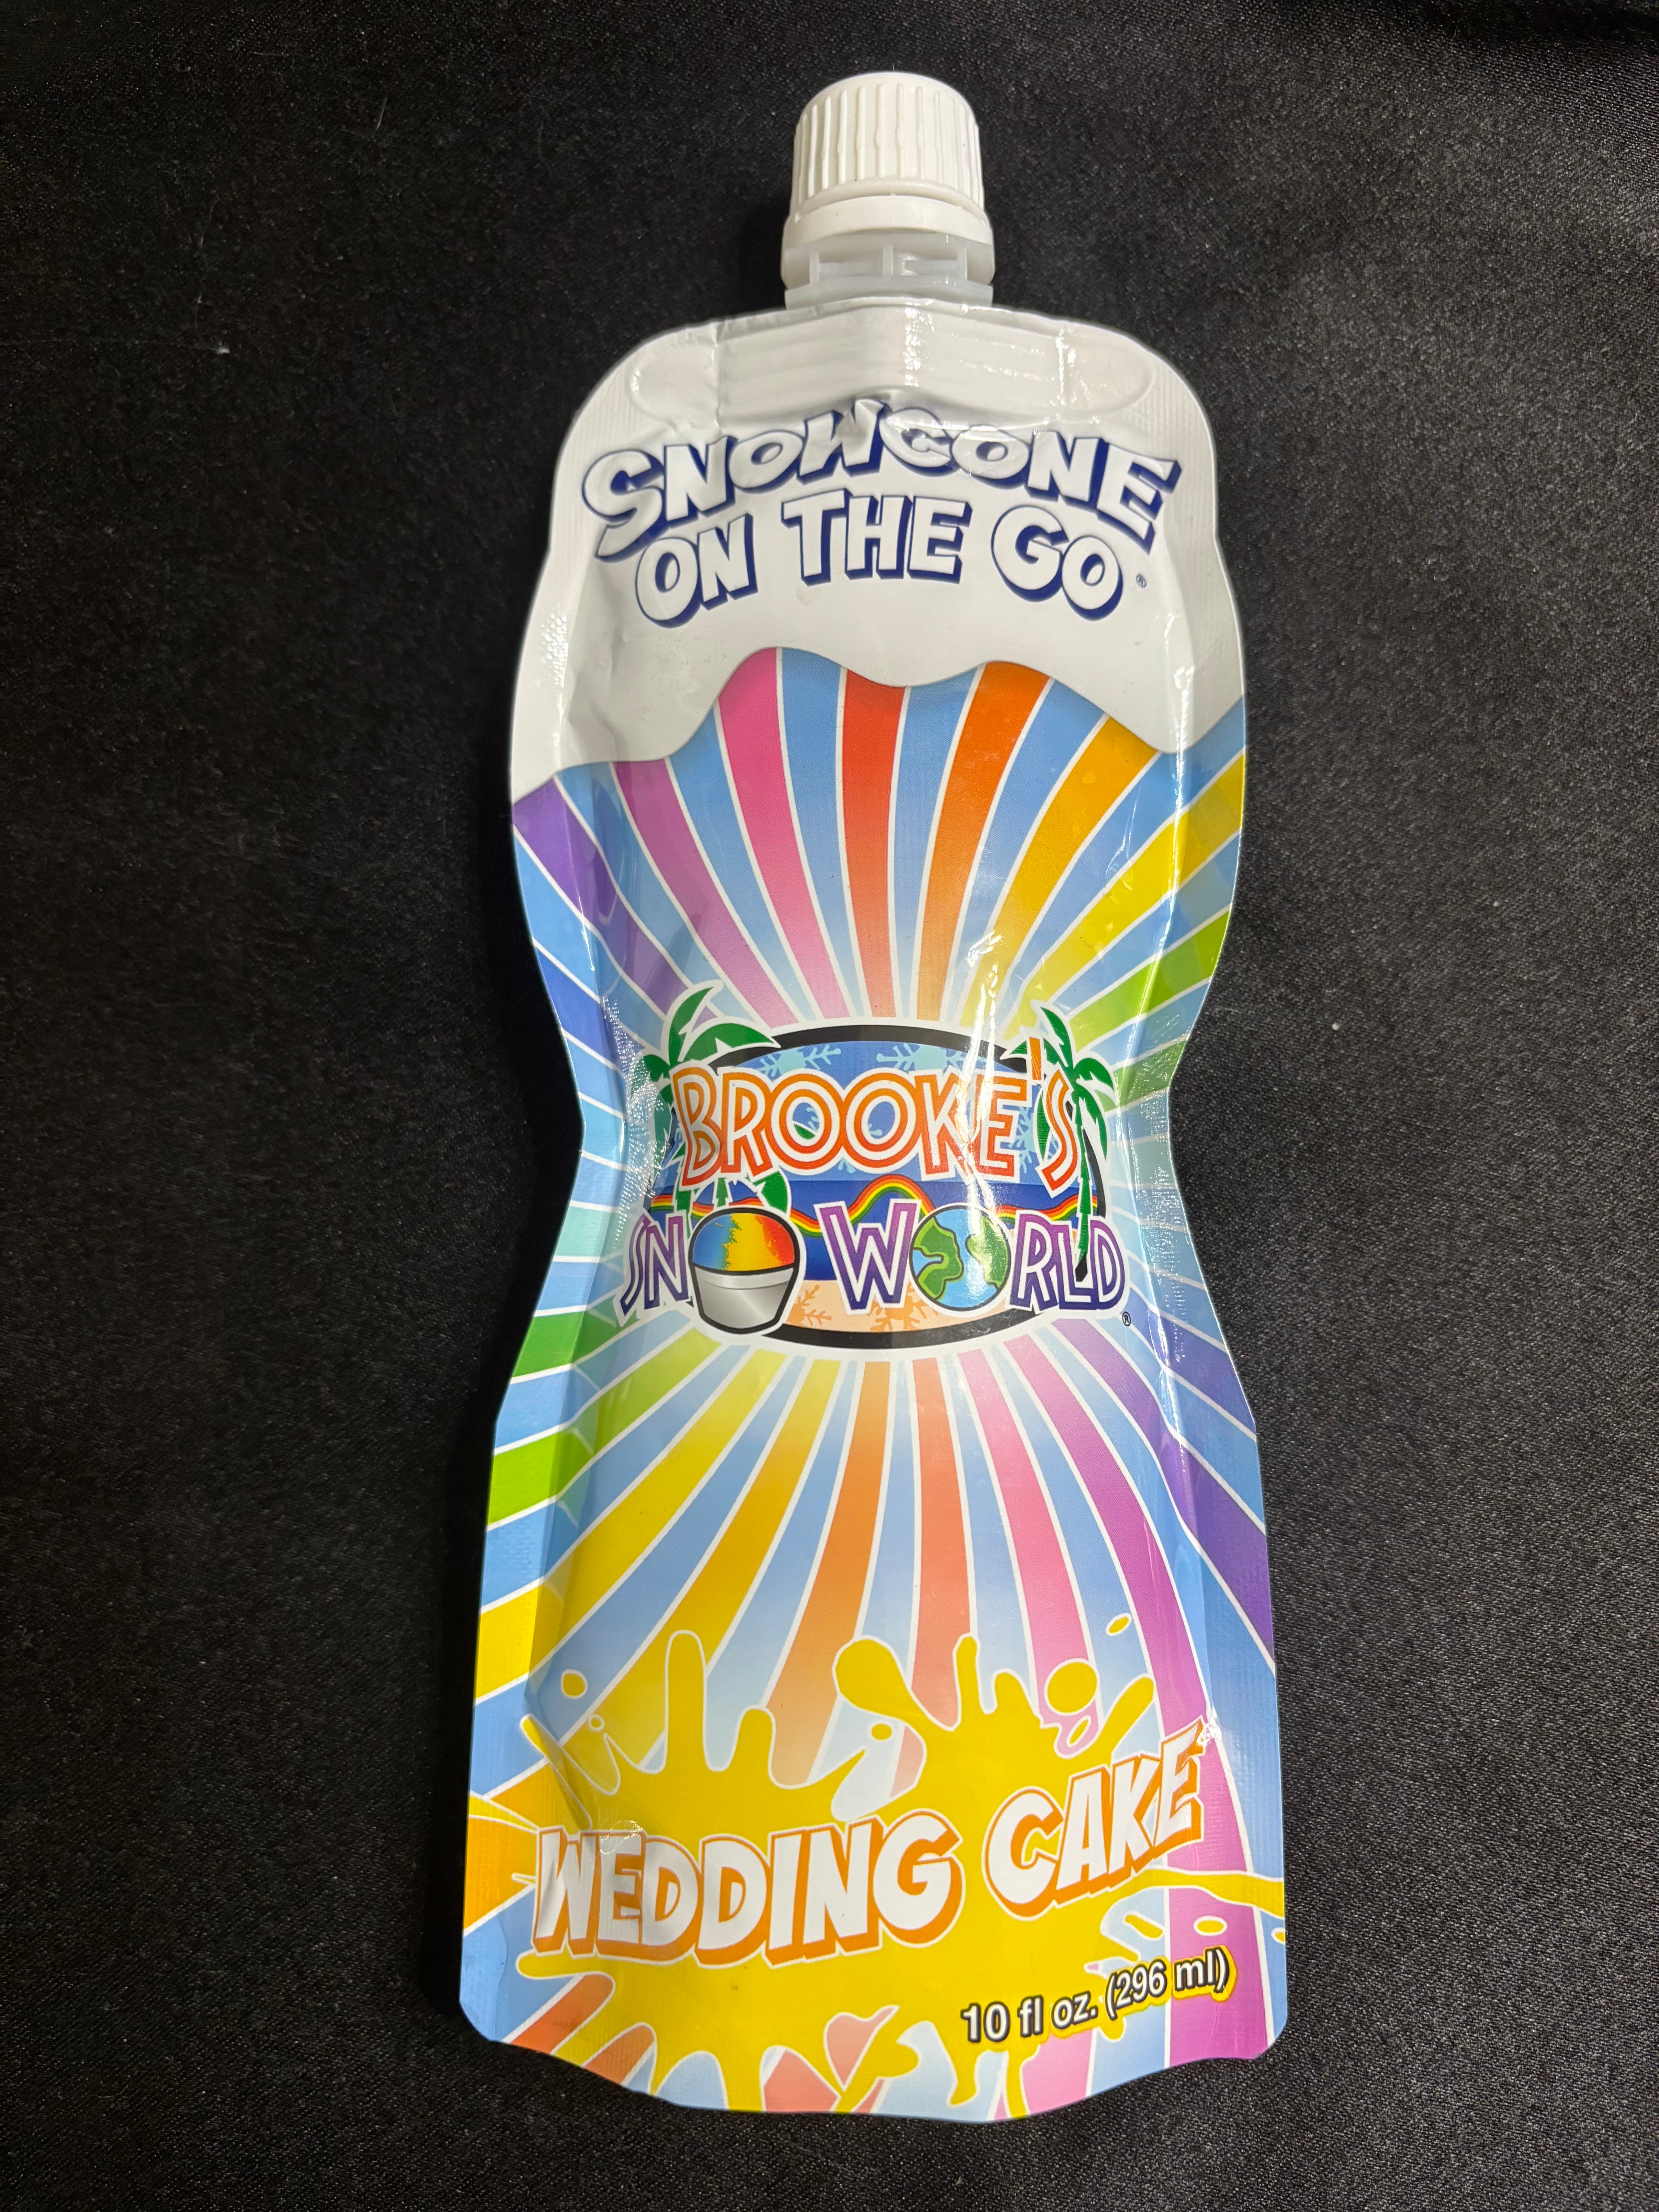 SNOWCONE
ON THE GO®
BROOKE'S
SNO WORLD®
WEDDING CAKE
10 fl oz. (296 ml)